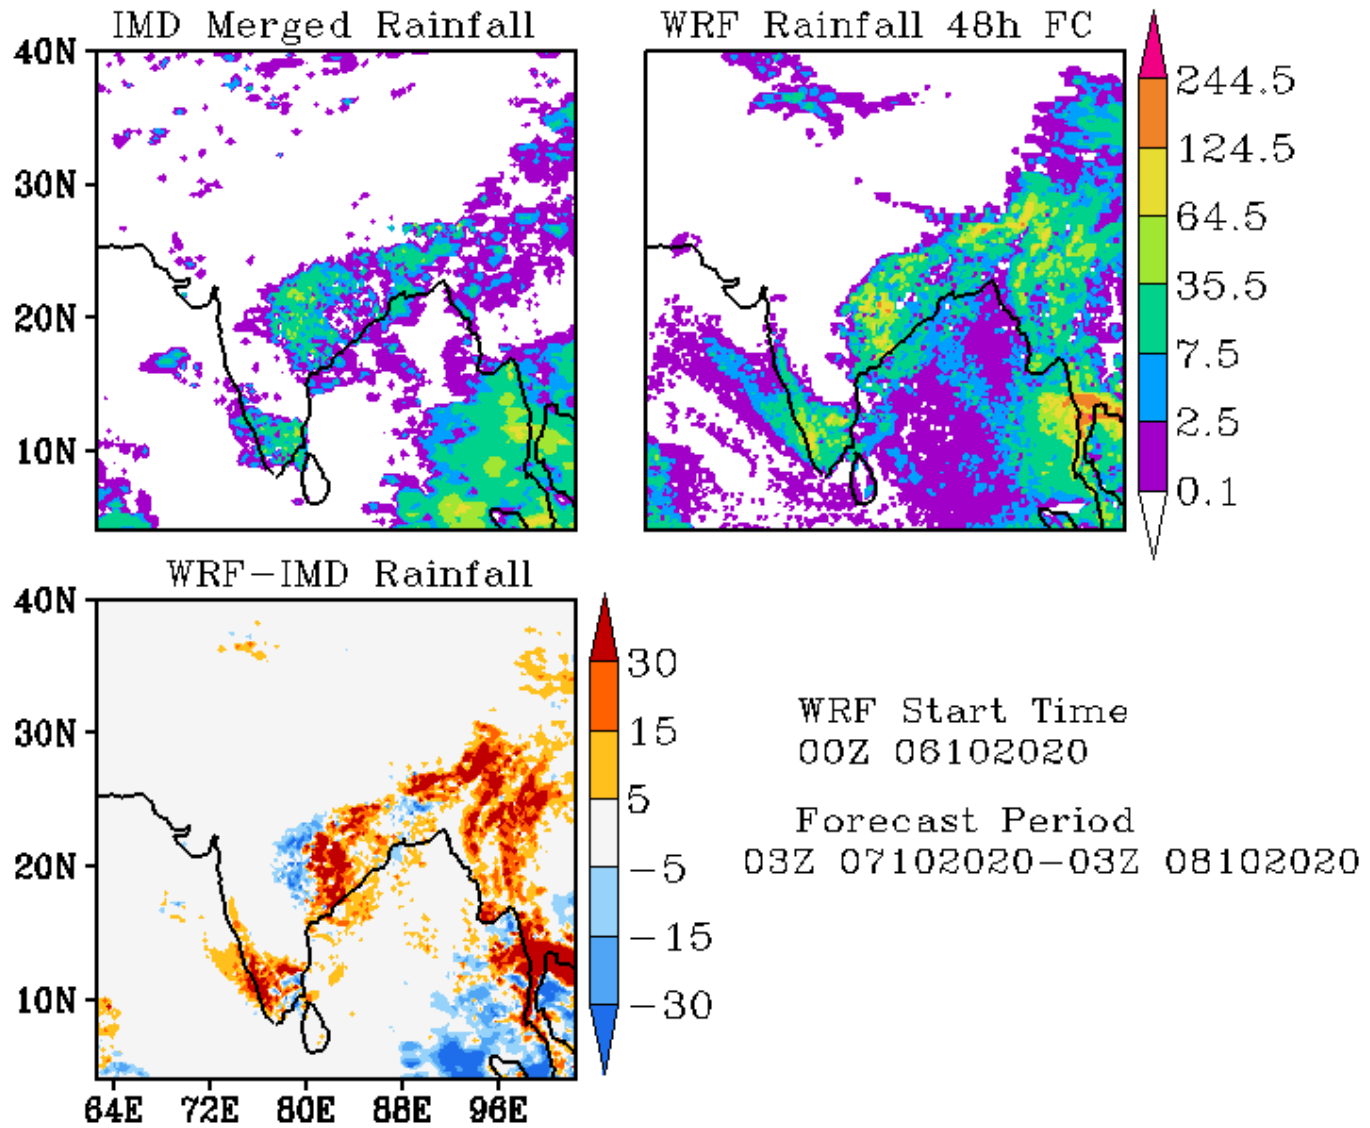 IMD Merged Rainfall
WRF Rainfall 48h FC
40N
30N
20N
10N
244.5
124.5
64.5
35.5
7.5
2.5
0.1
WRF-IMD Rainfall
40N
30N
20N
10N
64E 72E 80E 88E 96E
30
15
5
-5
-15
-30
WRF Start Time
00Z 06102020
Forecast Period
03Z 07102020-03Z 08102020